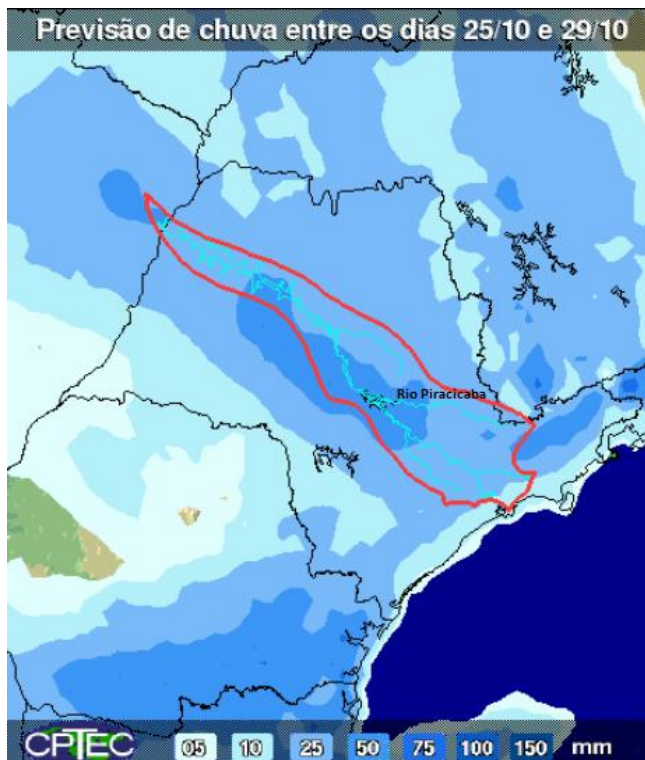 Previsão de chuva entre os dias 25/10 e 29/10
Rio Piracicaba
CPTEC 05 10 25 50 75 100 150 mm